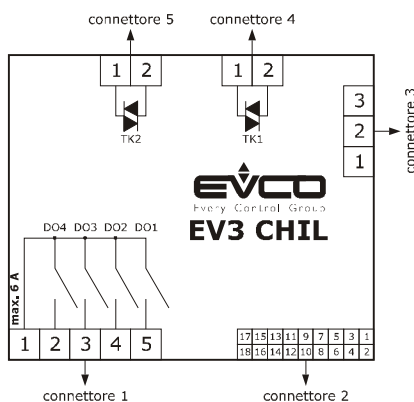 connettore 5 connettore 4
1 2 1 2
TK2 TK1
3
2
1
connettore 3
EVCO
Every Control Group
EV3 CHIL
DO4 DO3 DO2 DO1
max. 6 A
1 2 3 4 5
17 15 13 11 9 7 5 3 1
18 16 14 12 10 8 6 4 2
connettore 1 connettore 2